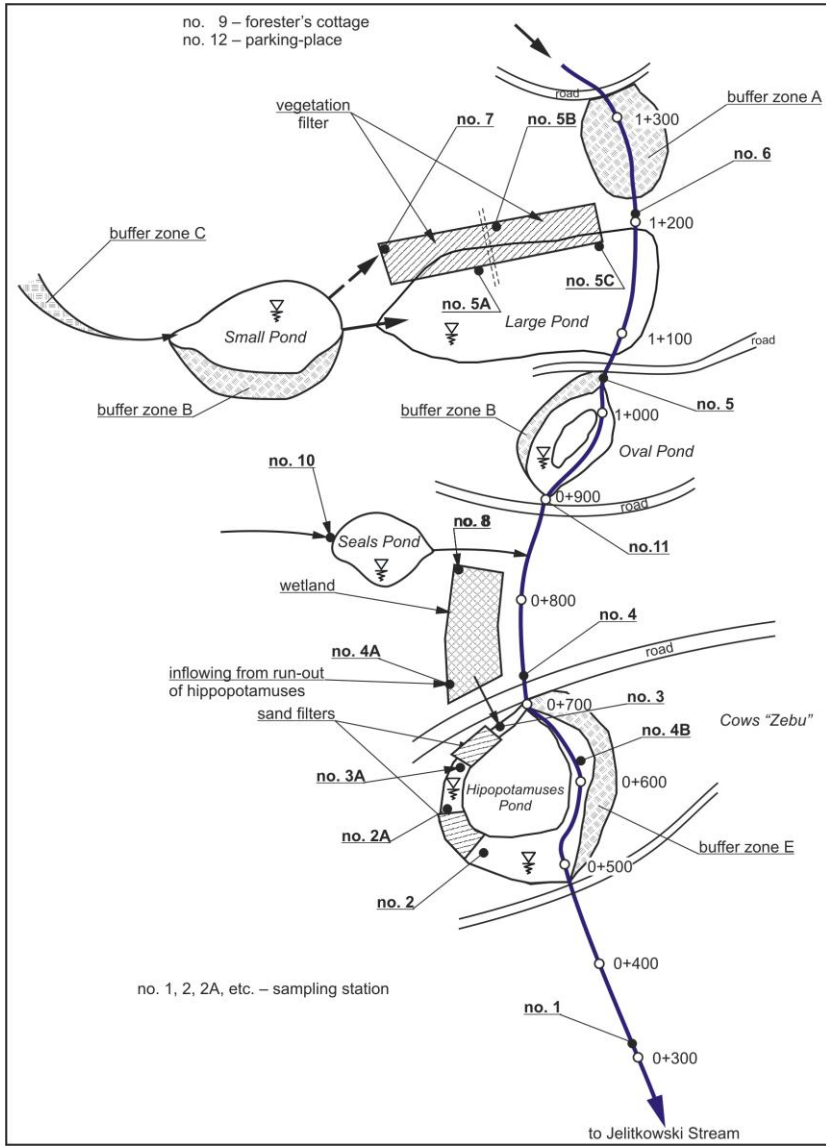 no. 9 – forester's cottage
no. 12 – parking-place
road
buffer zone A
1+300
vegetation
filter
no. 7
no. 5B
no. 6
1+200
buffer zone C
no. 5C
no. 5A
Small Pond
Large Pond
1+100
road
buffer zone B
buffer zone B
no. 5
1+000
Oval Pond
no. 10
0+900
road
no. 8
no.11
Seals Pond
wetland
0+800
no. 4
no. 4A
road
inflowing from run-out
of hippopotamuses
no. 3
0+700
sand filters
Cows "Zebu"
no. 4B
no. 3A
Hipopotamuses
Pond
0+600
no. 2A
buffer zone E
0+500
no. 2
0+400
no. 1, 2, 2A, etc. – sampling station
no. 1
0+300
to Jelitkowski Stream